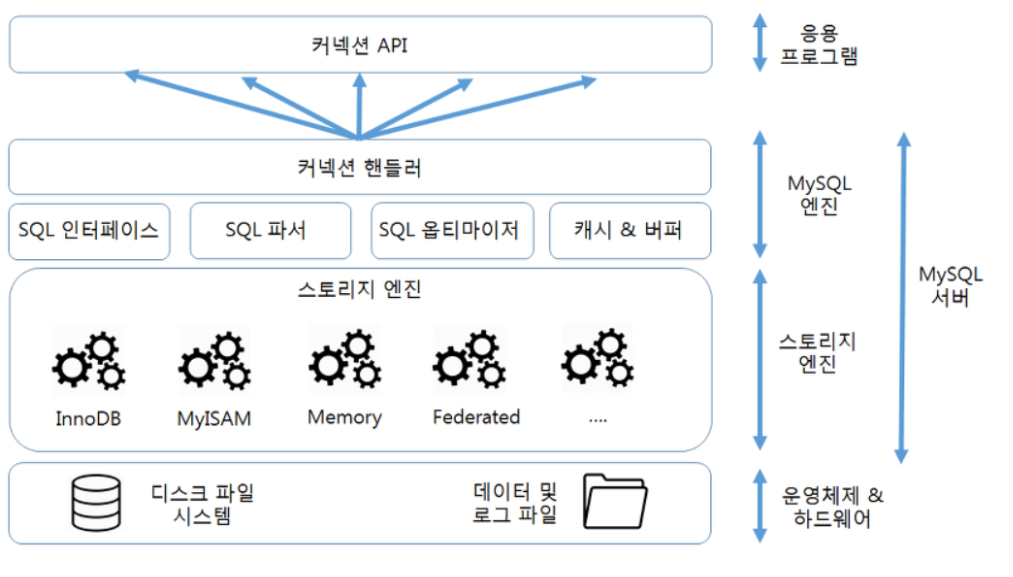 커넥션 API
응용
프로그램
커넥션 핸들러
SQL 인터페이스
SQL 파서
SQL 옵티마이저
캐시 & 버퍼
MySQL
엔진
스토리지 엔진
InnoDB
MyISAM
Memory
Federated
....
스토리지
엔진
MySQL
서버
디스크 파일
시스템
데이터 및
로그 파일
운영체제 &
하드웨어